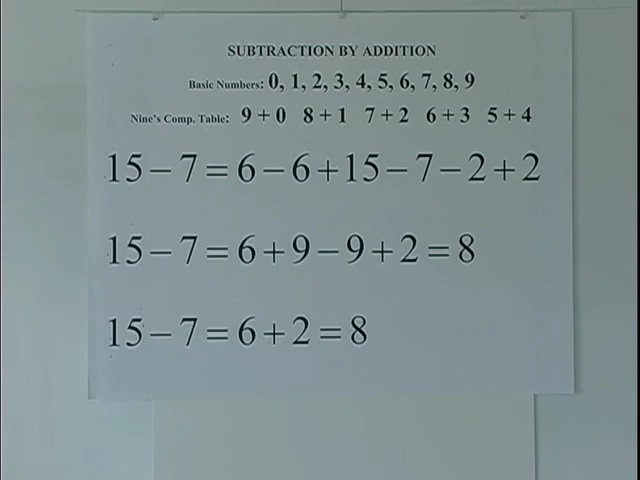 SUBTRACTION BY ADDITION
Basic Numbers: 0, 1, 2, 3, 4, 5, 6, 7, 8, 9
Nine's Comp. Table: 9 + 0 8 + 1 7 + 2 6 + 3 5 + 4
15 − 7 = 6 − 6 + 15 − 7 − 2 + 2
15 − 7 = 6 + 9 − 9 + 2 = 8
15 − 7 = 6 + 2 = 8